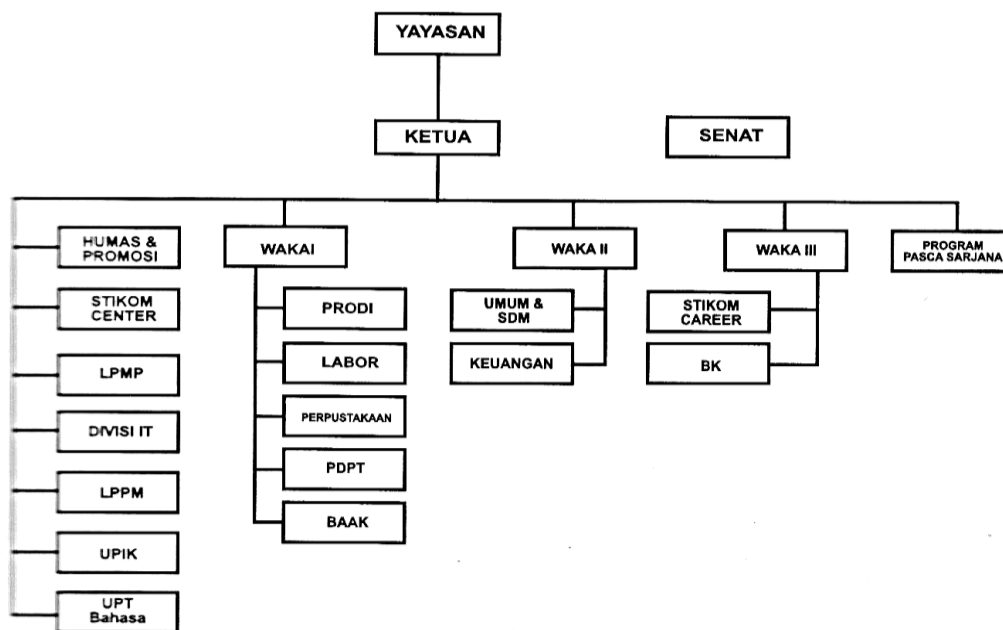 YAYASAN
KETUA
SENAT
HUMAS &
PROMOSI
STIKOM
CENTER
LPMP
DIVISI IT
LPPM
UPIK
UPT
Bahasa
WAKAI
PRODI
LABOR
PERPUSTAKAAN
PDPT
BAAK
WAKA II
UMUM &
SDM
KEUANGAN
WAKA III
STIKOM
CAREER
BK
PROGRAM
PASCA SARJANA